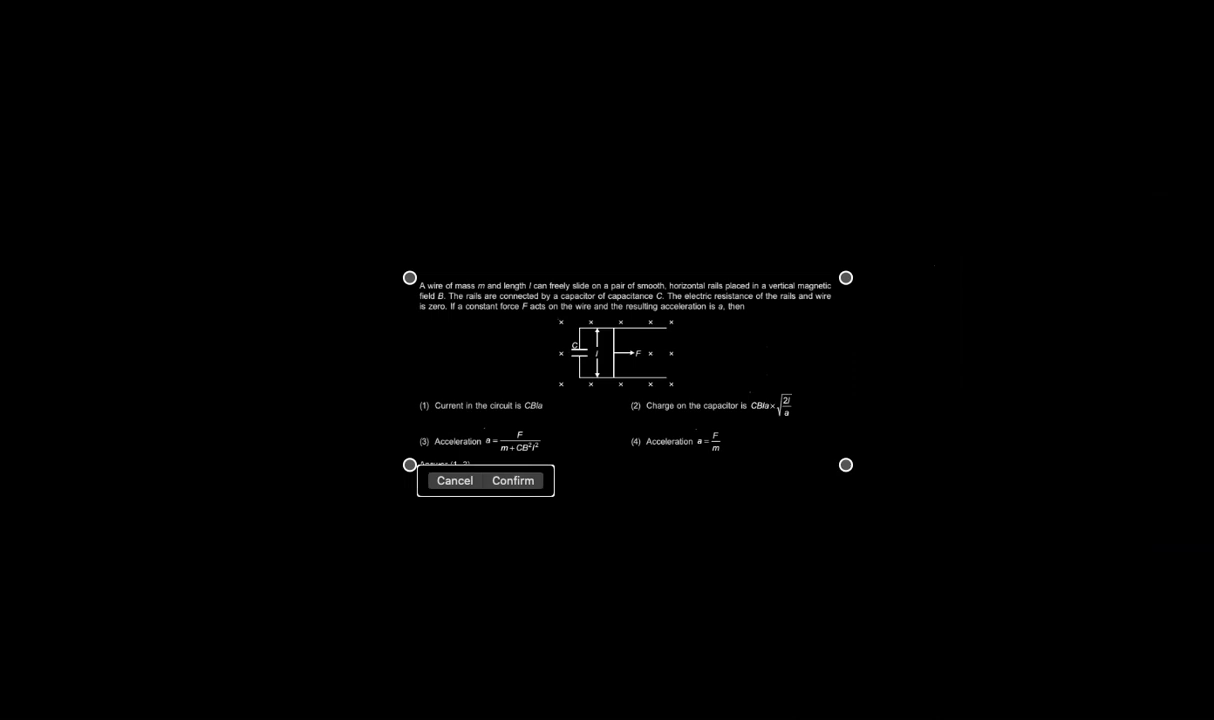 A wire of mass m and length l can freely slide on a pair of smooth, horizontal rails placed in a vertical magnetic
field B. The rails are connected by a capacitor of capacitance C. The electric resistance of the rails and wire
is zero. If a constant force F acts on the wire and the resulting acceleration is a, then
× × × × ×
C
× l F × ×
× × × × ×
(1) Current in the circuit is CBla
(2) Charge on the capacitor is CBla×√(2l/a)
(3) Acceleration a = F/(m + CB²l²)
(4) Acceleration a = F/m
Cancel Confirm